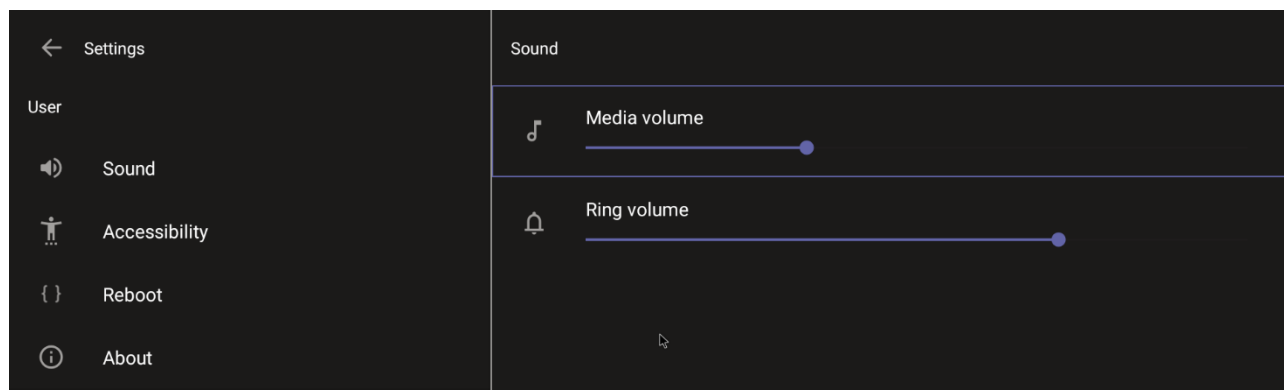 Settings
User
Sound
Accessibility
{ } Reboot
About
Sound
Media volume
Ring volume